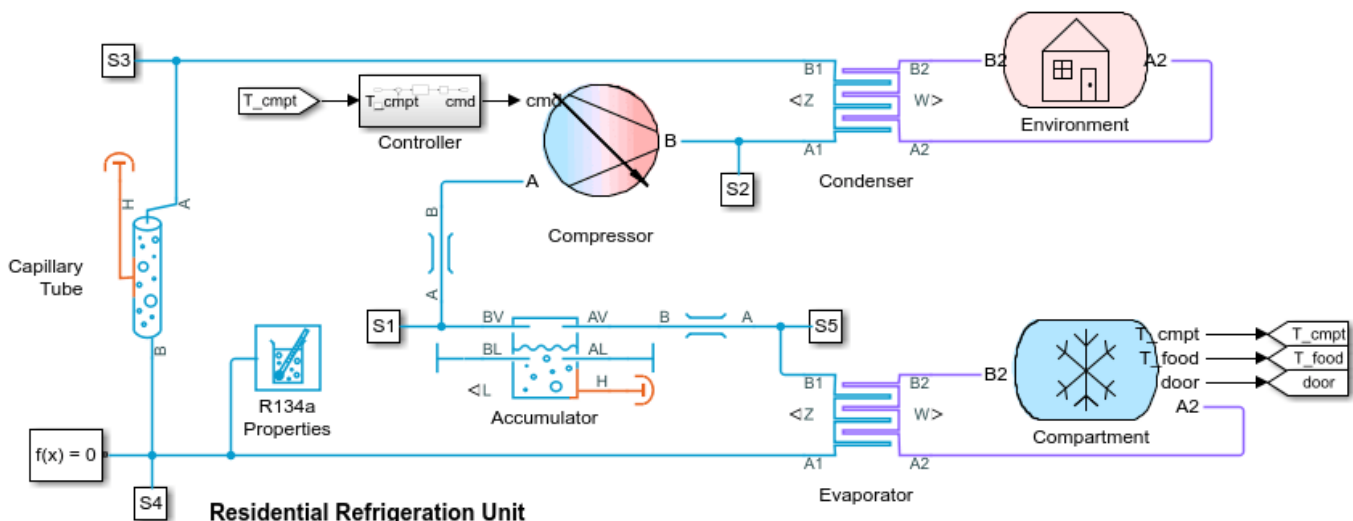 S3
B1
B2
B2
A2
T_cmpt
T_cmpt
cmd
cmd
<Z
W>
Environment
Controller
B
A1
A2
H
A
A
S2
Condenser
B
Compressor
Capillary
Tube
A
S1
BV
AV
B
A
S5
T_cmpt
T_cmpt
B
BL
AL
T_food
T_food
B1
B2
B2
door
door
<L
H
R134a
Properties
Accumulator
<Z
W>
A2
Compartment
f(x) = 0
A1
A2
S4
Evaporator
Residential Refrigeration Unit